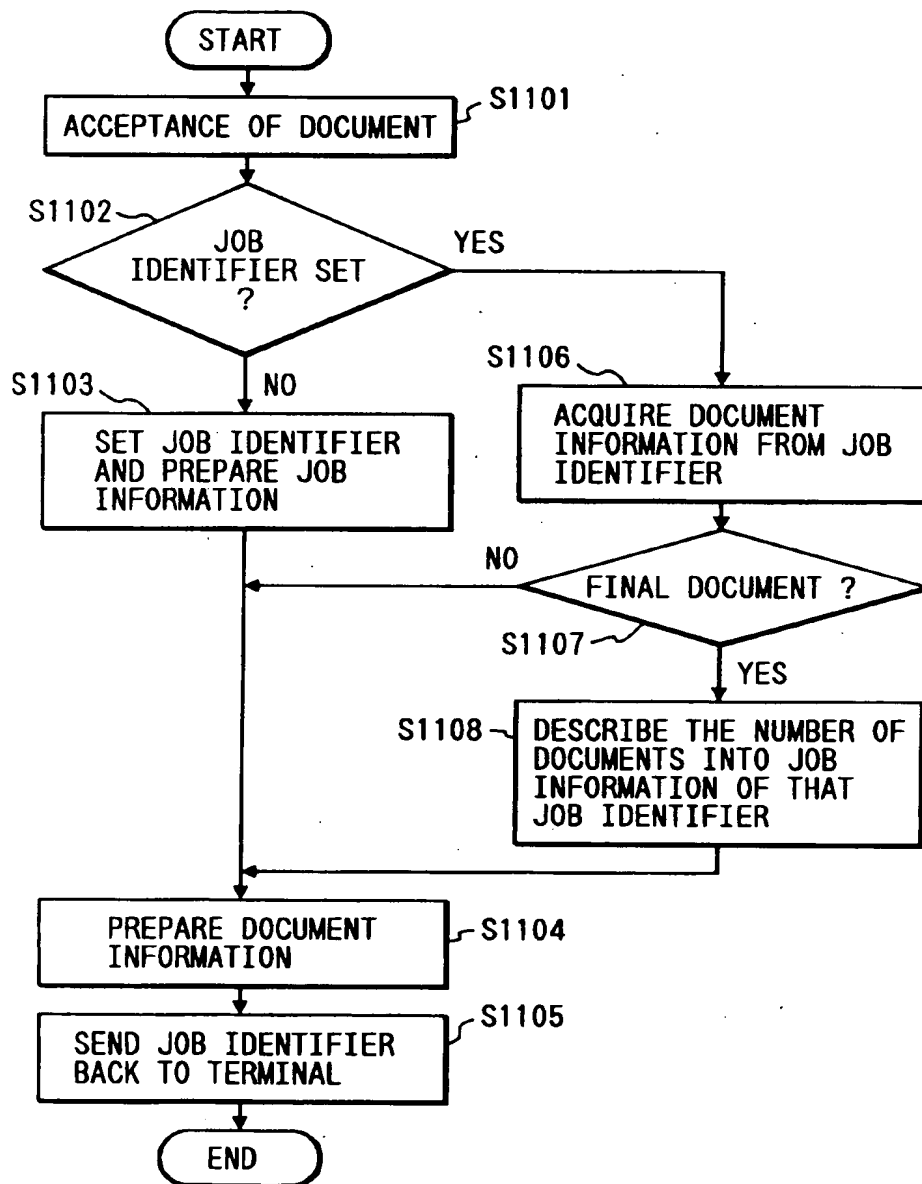 START
ACCEPTANCE OF DOCUMENT
S1101
S1102
JOB
IDENTIFIER SET
?
YES
NO
S1103
SET JOB IDENTIFIER
AND PREPARE JOB
INFORMATION
S1106
ACQUIRE DOCUMENT
INFORMATION FROM JOB
IDENTIFIER
NO
FINAL DOCUMENT ?
S1107
YES
S1108
DESCRIBE THE NUMBER OF
DOCUMENTS INTO JOB
INFORMATION OF THAT
JOB IDENTIFIER
PREPARE DOCUMENT
INFORMATION
S1104
SEND JOB IDENTIFIER
BACK TO TERMINAL
S1105
END